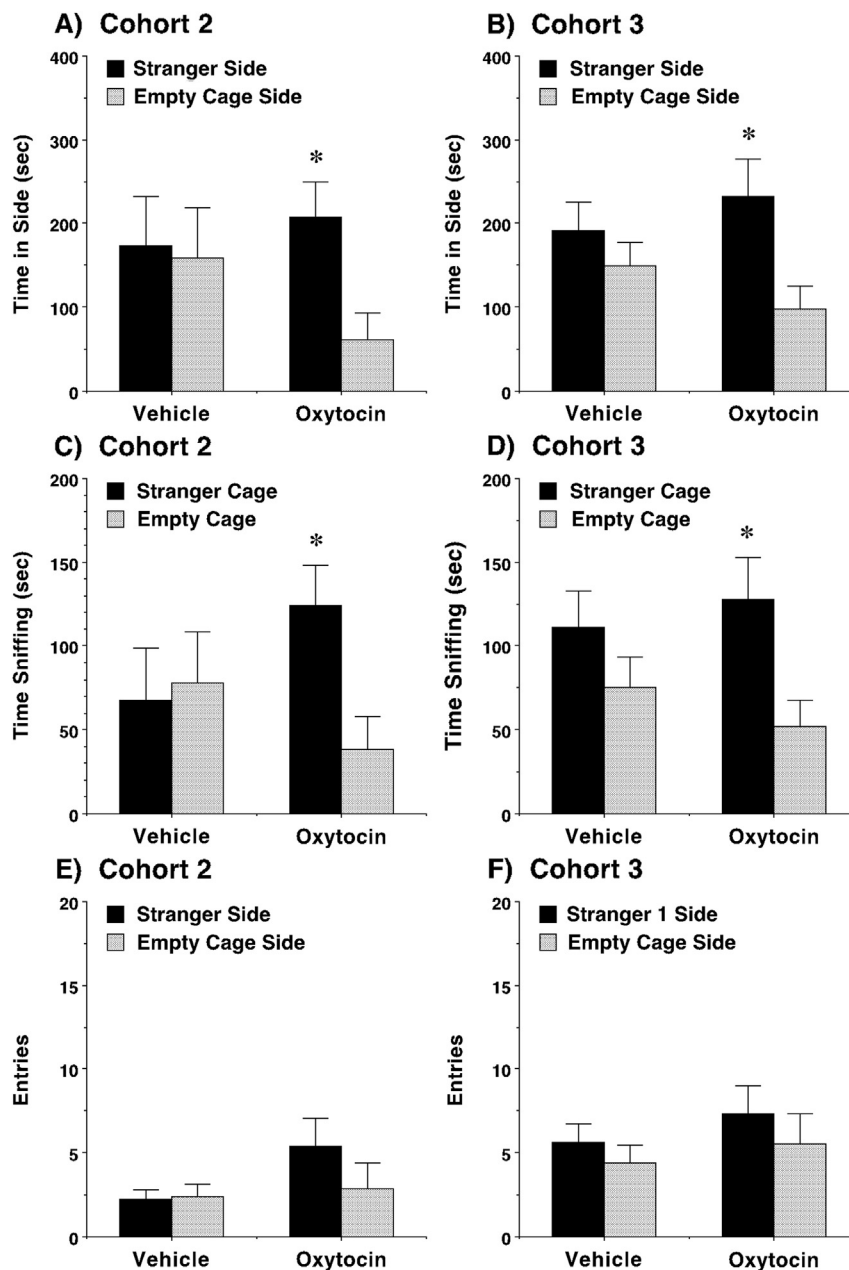 A) Cohort 2
Stranger Side
Empty Cage Side
Time in Side (sec)
400
300
200
100
0
Vehicle
Oxytocin
*
B) Cohort 3
Stranger Side
Empty Cage Side
Time in Side (sec)
400
300
200
100
0
Vehicle
Oxytocin
*
C) Cohort 2
Stranger Cage
Empty Cage
Time Sniffing (sec)
200
150
100
50
0
Vehicle
Oxytocin
*
D) Cohort 3
Stranger Cage
Empty Cage
Time Sniffing (sec)
200
150
100
50
0
Vehicle
Oxytocin
*
E) Cohort 2
Stranger Side
Empty Cage Side
Entries
20
15
10
5
0
Vehicle
Oxytocin
F) Cohort 3
Stranger 1 Side
Empty Cage Side
Entries
20
15
10
5
0
Vehicle
Oxytocin